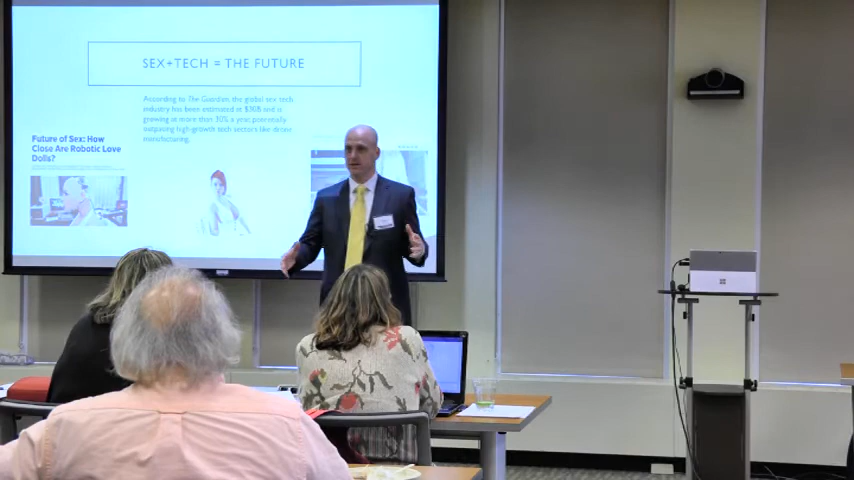 SEX+TECH = THE FUTURE
According to The Guardian, the global sex tech
industry has been estimated at $30B and is
growing at more than 30% a year, potentially
outpacing high-growth tech sectors like drone
manufacturing.
Future of Sex: How
Close Are Robotic Love
Dolls?